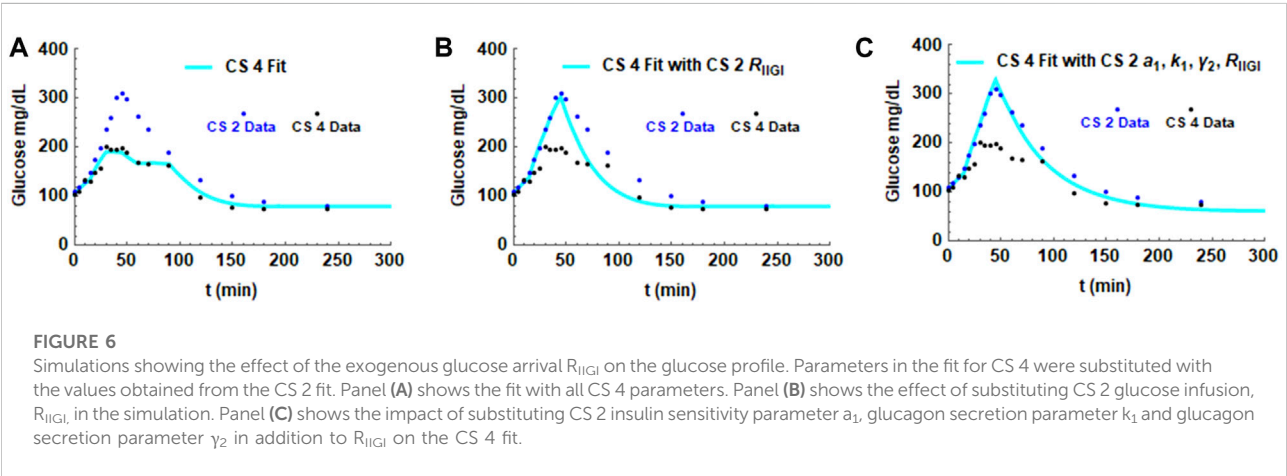 A
400
300
200
100
0
Glucose mg/dL
CS 4 Fit
CS 2 Data CS 4 Data
0 50 100 150 200 250 300
t (min)
B
400
300
200
100
0
Glucose mg/dL
CS 4 Fit with CS 2 R_IIGI
CS 2 Data CS 4 Data
0 50 100 150 200 250 300
t (min)
C
400
300
200
100
0
Glucose mg/dL
CS 4 Fit with CS 2 a₁, k₁, γ₂, R_IIGI
CS 2 Data CS 4 Data
0 50 100 150 200 250 300
t (min)
FIGURE 6
Simulations showing the effect of the exogenous glucose arrival R_IIGI on the glucose profile. Parameters in the fit for CS 4 were substituted with
the values obtained from the CS 2 fit. Panel (A) shows the fit with all CS 4 parameters. Panel (B) shows the effect of substituting CS 2 glucose infusion,
R_IIGI, in the simulation. Panel (C) shows the impact of substituting CS 2 insulin sensitivity parameter a₁, glucagon secretion parameter k₁ and glucagon
secretion parameter γ₂ in addition to R_IIGI on the CS 4 fit.